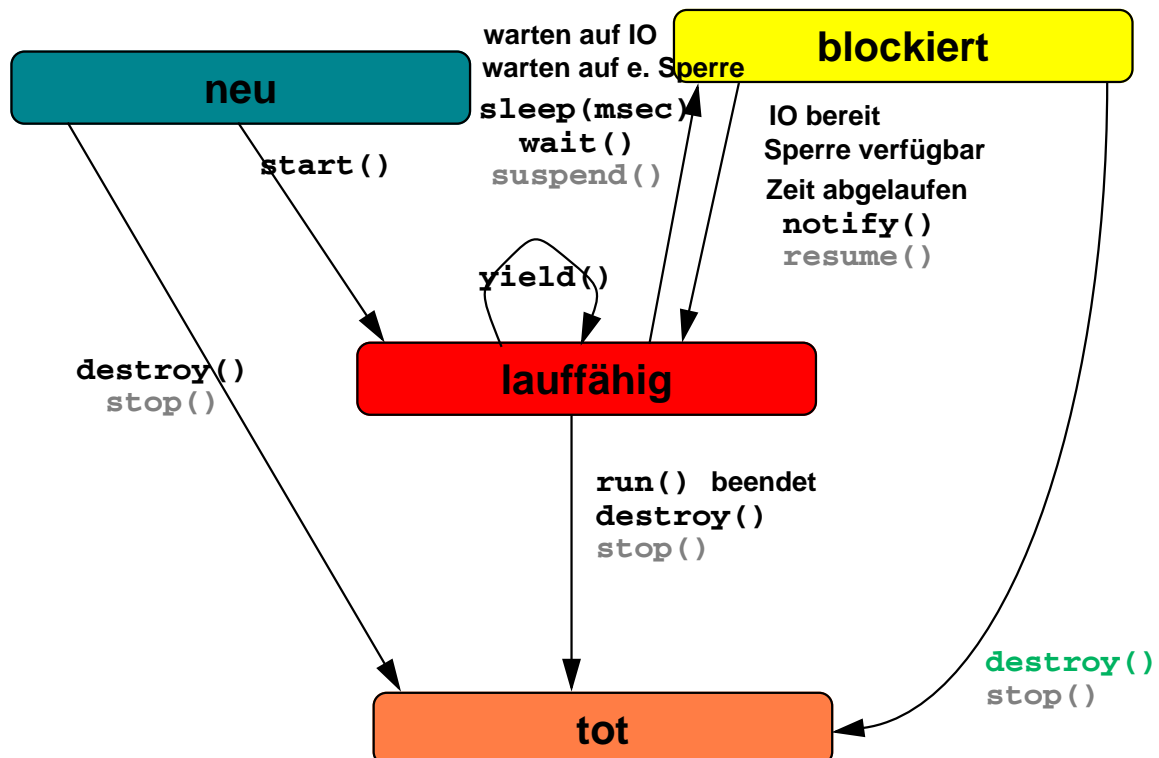 neu
warten auf IO
warten auf e. Sperre
sleep(msec)
wait()
suspend()
blockiert
IO bereit
Sperre verfügbar
Zeit abgelaufen
notify()
resume()
start()
yield()
lauffähig
destroy()
stop()
run() beendet
destroy()
stop()
destroy()
stop()
tot